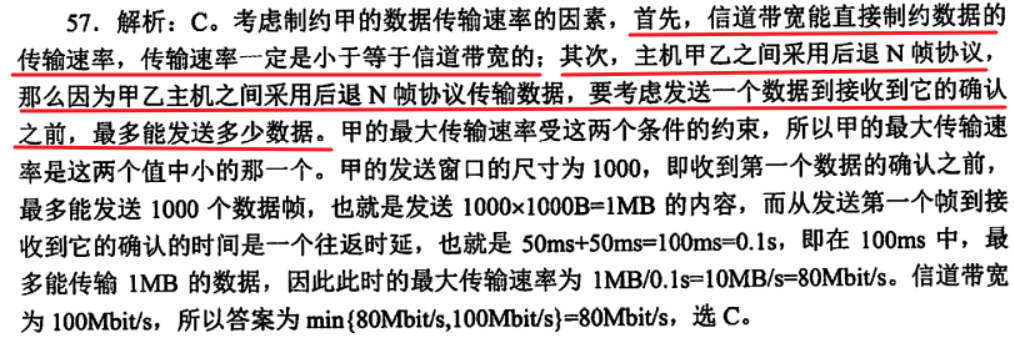 57. 解析：C。考虑制约甲的数据传输速率的因素，首先，信道带宽能直接制约数据的
传输速率，传输速率一定是小于等于信道带宽的；其次，主机甲乙之间采用后退 N 帧协议，
那么因为甲乙主机之间采用后退 N 帧协议传输数据，要考虑发送一个数据到接收到它的确认
之前，最多能发送多少数据。甲的最大传输速率受这两个条件的约束，所以甲的最大传输速
率是这两个值中小的那一个。甲的发送窗口的尺寸为 1000，即收到第一个数据的确认之前，
最多能发送 1000 个数据帧，也就是发送 1000×1000B=1MB 的内容，而从发送第一个帧到接
收到它的确认的时间是一个往返时延，也就是 50ms+50ms=100ms=0.1s，即在 100ms 中，最
多能传输 1MB 的数据，因此此时的最大传输速率为 1MB/0.1s=10MB/s=80Mbit/s。信道带宽
为 100Mbit/s，所以答案为 min{80Mbit/s,100Mbit/s}=80Mbit/s，选 C。